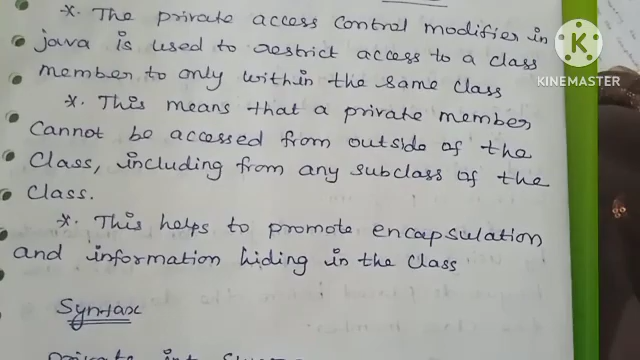 *. The private access control modifier in
java is used to restrict access to a class
member to only within the same class
*. This means that a private member
cannot be accessed from outside of the
class, including from any subclass of the
class.
*. This helps to promote encapsulation
and information hiding in the class
Syntax
private int
KINEMASTER